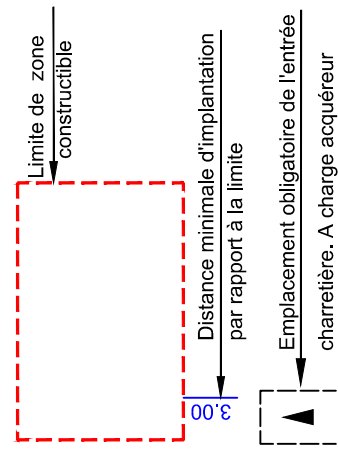 Limite de zone
constructible
Distance minimale d'implantation
par rapport à la limite
3.00
Emplacement obligatoire de l'entrée
charretière. A charge acquéreur